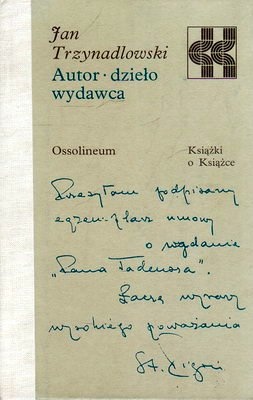 Jan
Trzynadlowski
Autor · dzieło
wydawca
Ossolineum
Książki
o Książce
Przesyłam podpisany
egzemplarz umowy
o wydanie
„Pana Tadeusza".
Łączę wyrazy
wysokiego poważania
St.